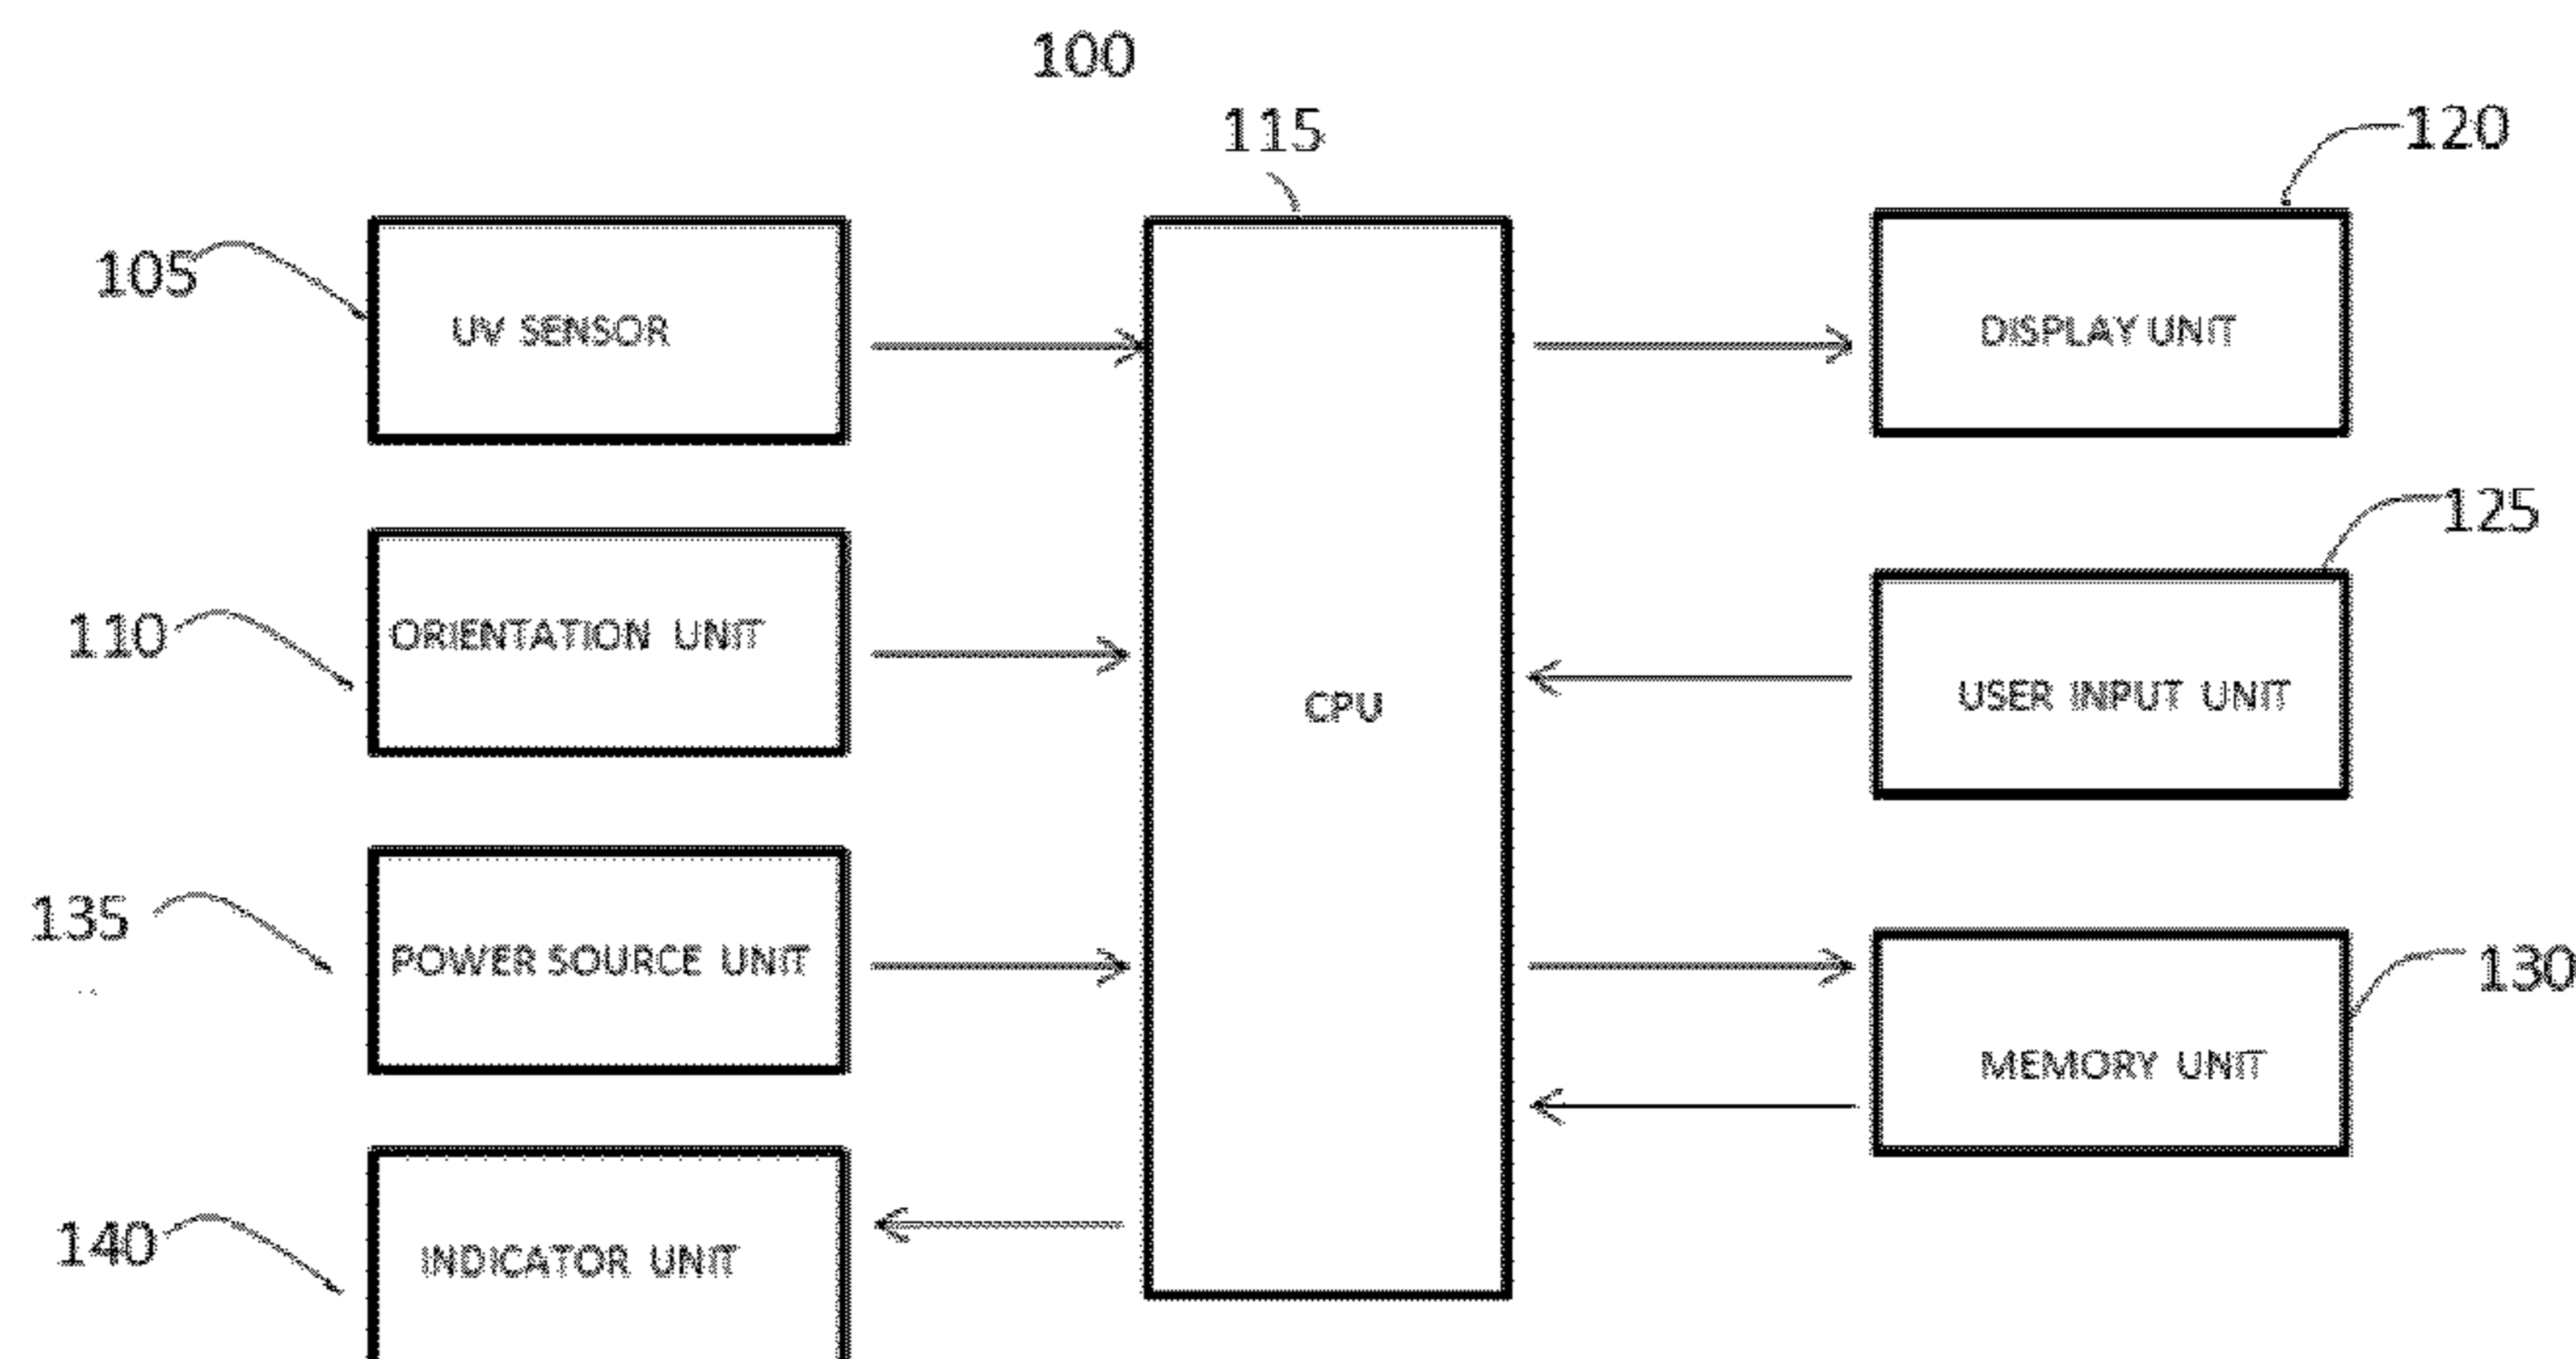 100
115
120
105
UV SENSOR
DISPLAY UNIT
125
110
ORIENTATION UNIT
USER INPUT UNIT
CPU
135
POWER SOURCE UNIT
130
MEMORY UNIT
140
INDICATOR UNIT